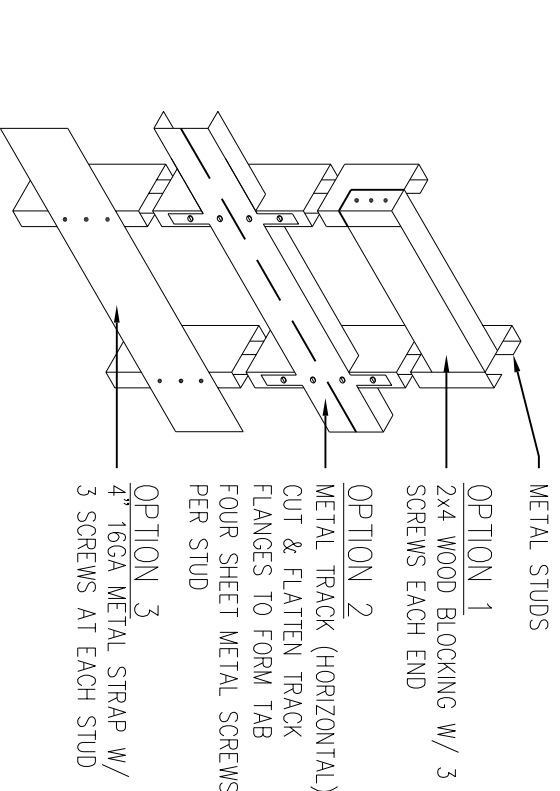 METAL STUDS
OPTION 1
2x4 WOOD BLOCKING W/ 3
SCREWS EACH END
OPTION 2
METAL TRACK (HORIZONTAL)
CUT & FLATTEN TRACK
FLANGES TO FORM TAB
FOUR SHEET METAL SCREWS
PER STUD
OPTION 3
4" 16GA METAL STRAP W/
3 SCREWS AT EACH STUD